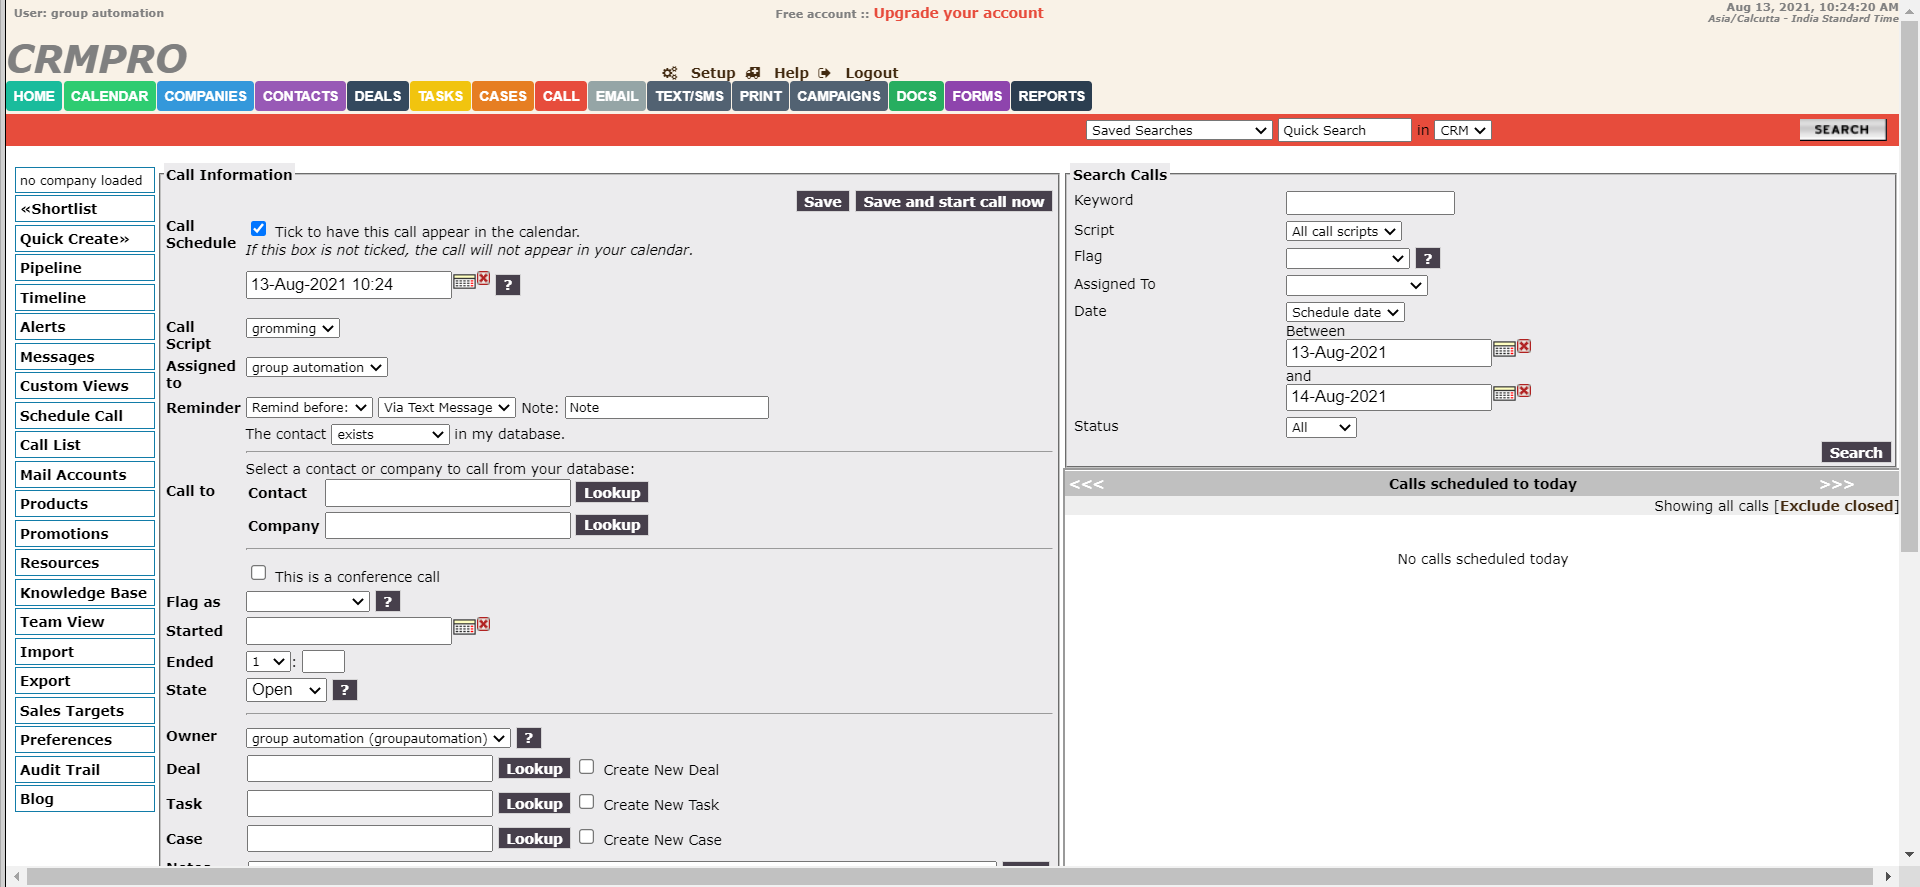 User: group automation
Free account :: Upgrade your account
Aug 13, 2021, 10:24:20 AM
Asia/Calcutta - India Standard Time
CRMPRO
Setup Help Logout
HOME CALENDAR COMPANIES CONTACTS DEALS TASKS CASES CALL EMAIL TEXT/SMS PRINT CAMPAIGNS DOCS FORMS REPORTS
Saved Searches Quick Search in CRM SEARCH
no company loaded
«Shortlist
Quick Create»
Pipeline
Timeline
Alerts
Messages
Custom Views
Schedule Call
Call List
Mail Accounts
Products
Promotions
Resources
Knowledge Base
Team View
Import
Export
Sales Targets
Preferences
Audit Trail
Blog
Call Information
Save Save and start call now
Call Schedule
Tick to have this call appear in the calendar.
If this box is not ticked, the call will not appear in your calendar.
13-Aug-2021 10:24 ?
Call Script gromming
Assigned to group automation
Reminder Remind before: Via Text Message Note: Note
The contact exists in my database.
Select a contact or company to call from your database:
Call to
Contact Lookup
Company Lookup
This is a conference call
Flag as ?
Started
Ended 1 :
State Open ?
Owner group automation (groupautomation) ?
Deal Lookup Create New Deal
Task Lookup Create New Task
Case Lookup Create New Case
Search Calls
Keyword
Script All call scripts
Flag ?
Assigned To
Date Schedule date
Between
13-Aug-2021
and
14-Aug-2021
Status All
Search
<<< Calls scheduled to today >>>
Showing all calls [Exclude closed]
No calls scheduled today